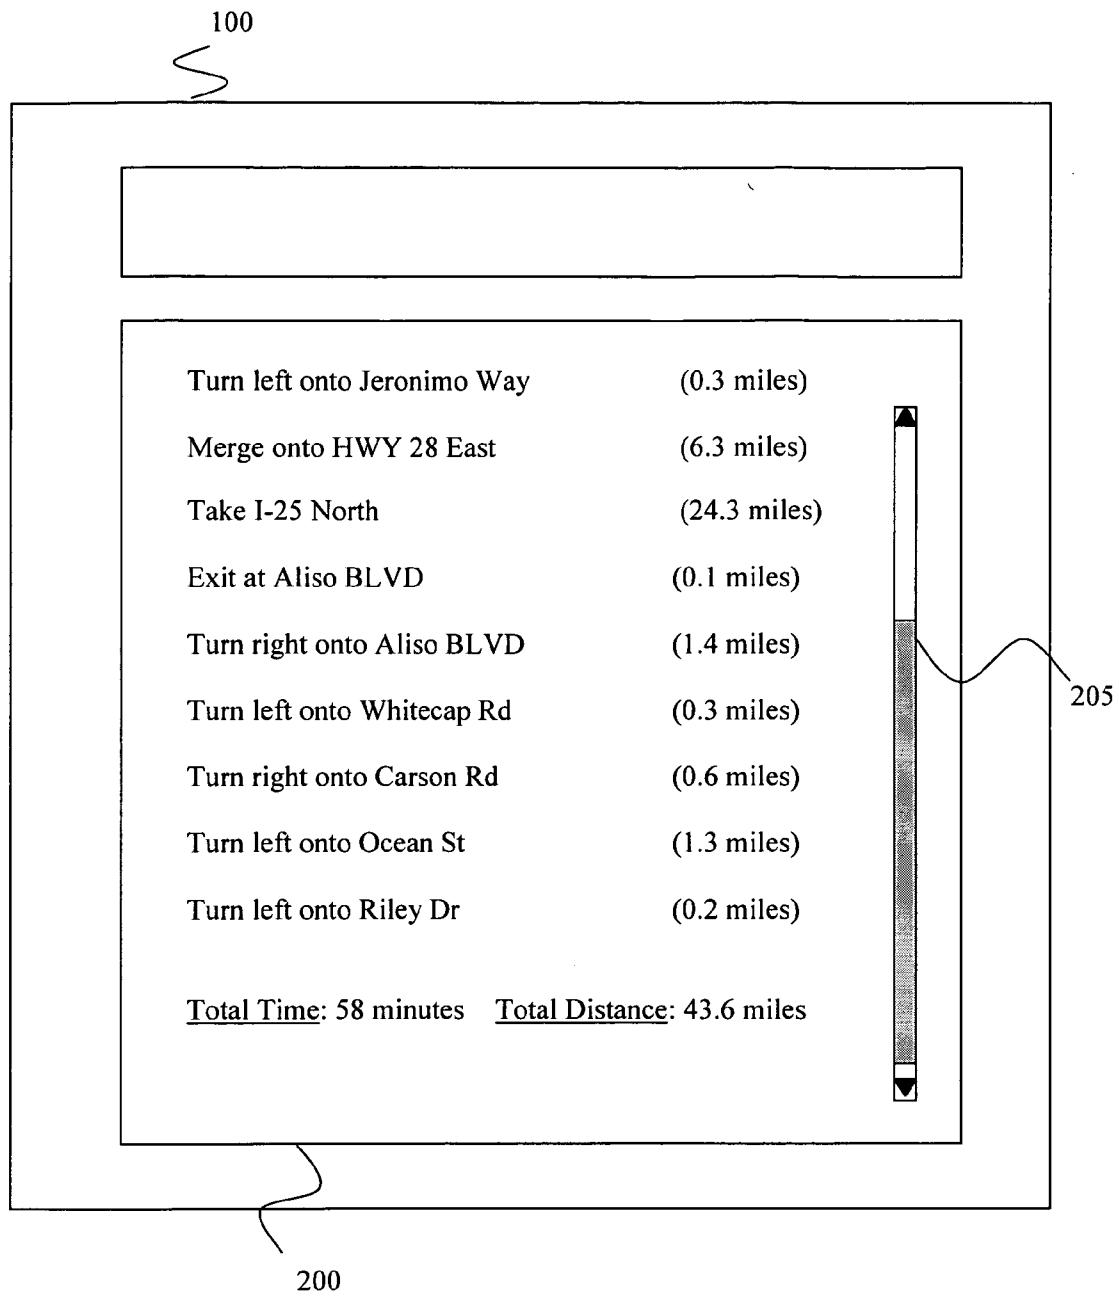 100
Turn left onto Jeronimo Way (0.3 miles)
Merge onto HWY 28 East (6.3 miles)
Take I-25 North (24.3 miles)
Exit at Aliso BLVD (0.1 miles)
Turn right onto Aliso BLVD (1.4 miles)
205
Turn left onto Whitecap Rd (0.3 miles)
Turn right onto Carson Rd (0.6 miles)
Turn left onto Ocean St (1.3 miles)
Turn left onto Riley Dr (0.2 miles)
Total Time: 58 minutes Total Distance: 43.6 miles
200